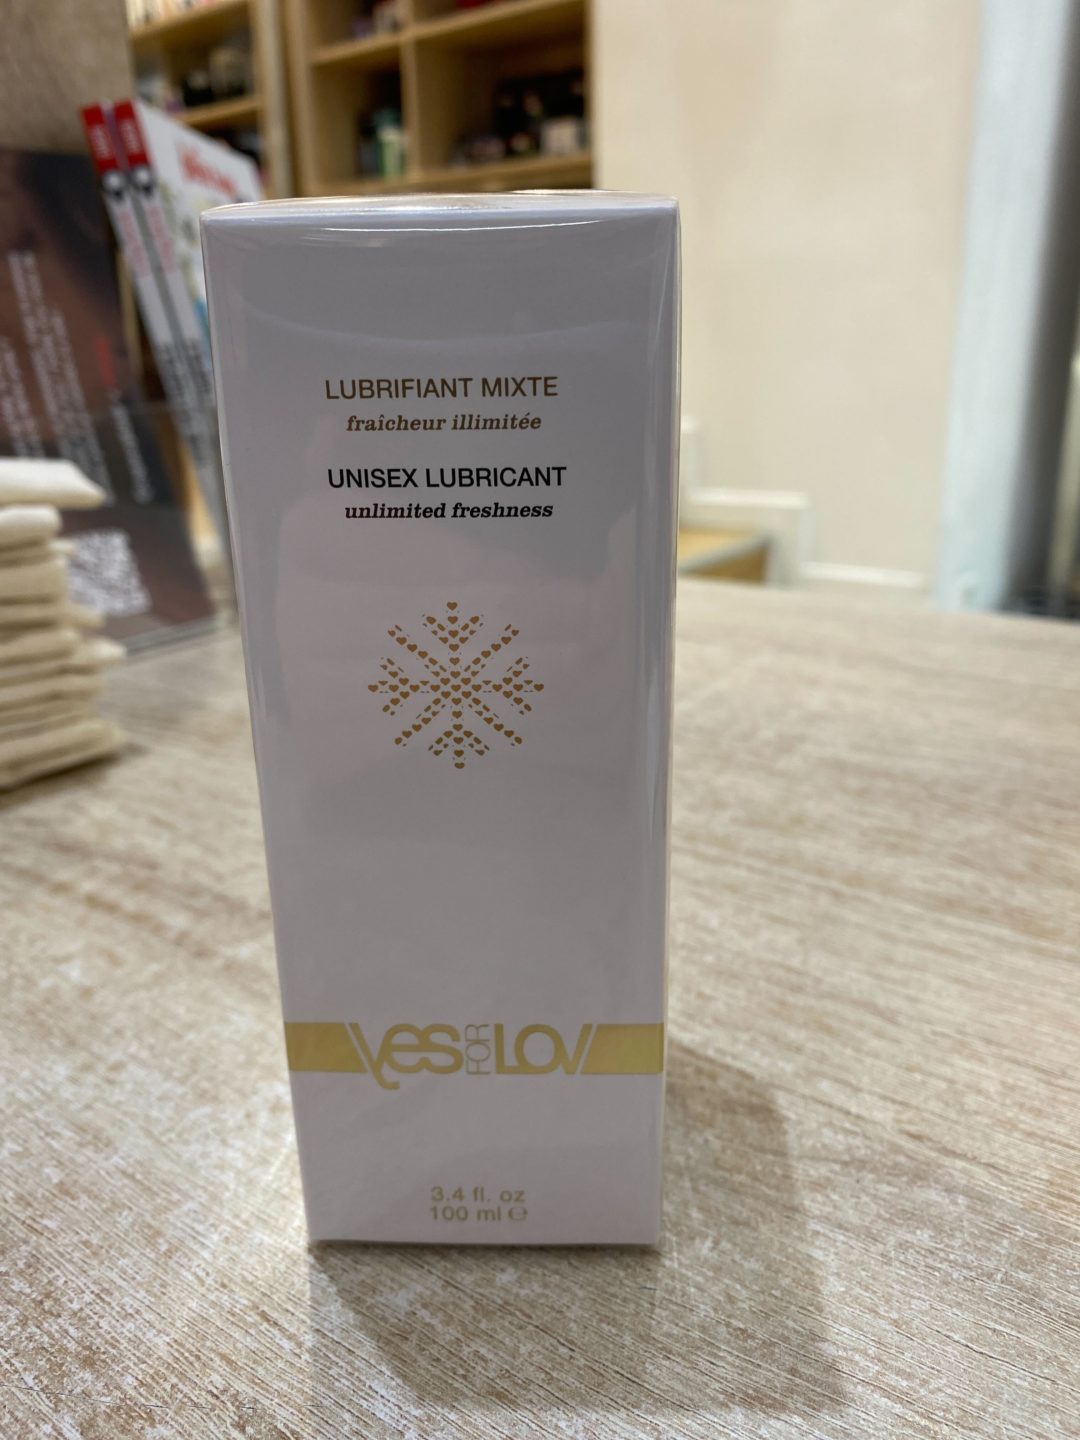 LUBRIFIANT MIXTE
fraîcheur illimitée
UNISEX LUBRICANT
unlimited freshness
yes FOR LOV
3.4 fl. oz
100 ml ℮